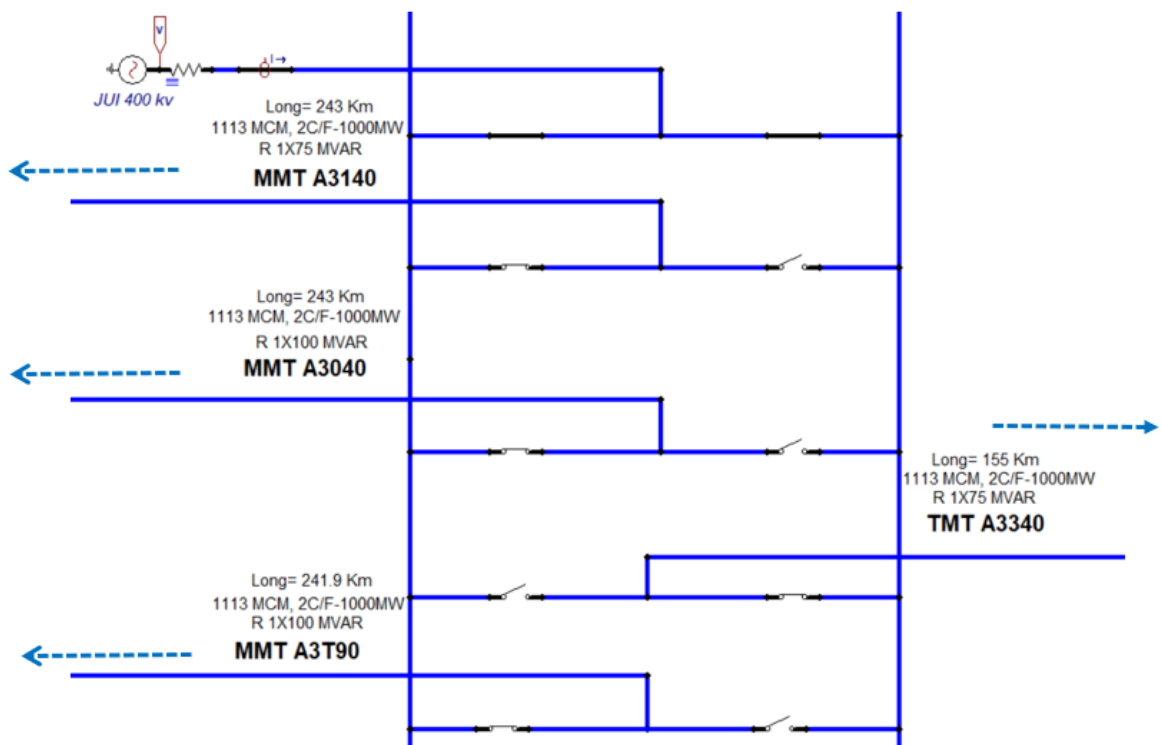 V
I→
JUI 400 kv
Long= 243 Km
1113 MCM, 2C/F-1000MW
R 1X75 MVAR
MMT A3140
Long= 243 Km
1113 MCM, 2C/F-1000MW
R 1X100 MVAR
MMT A3040
Long= 155 Km
1113 MCM, 2C/F-1000MW
R 1X75 MVAR
TMT A3340
Long= 241.9 Km
1113 MCM, 2C/F-1000MW
R 1X100 MVAR
MMT A3T90